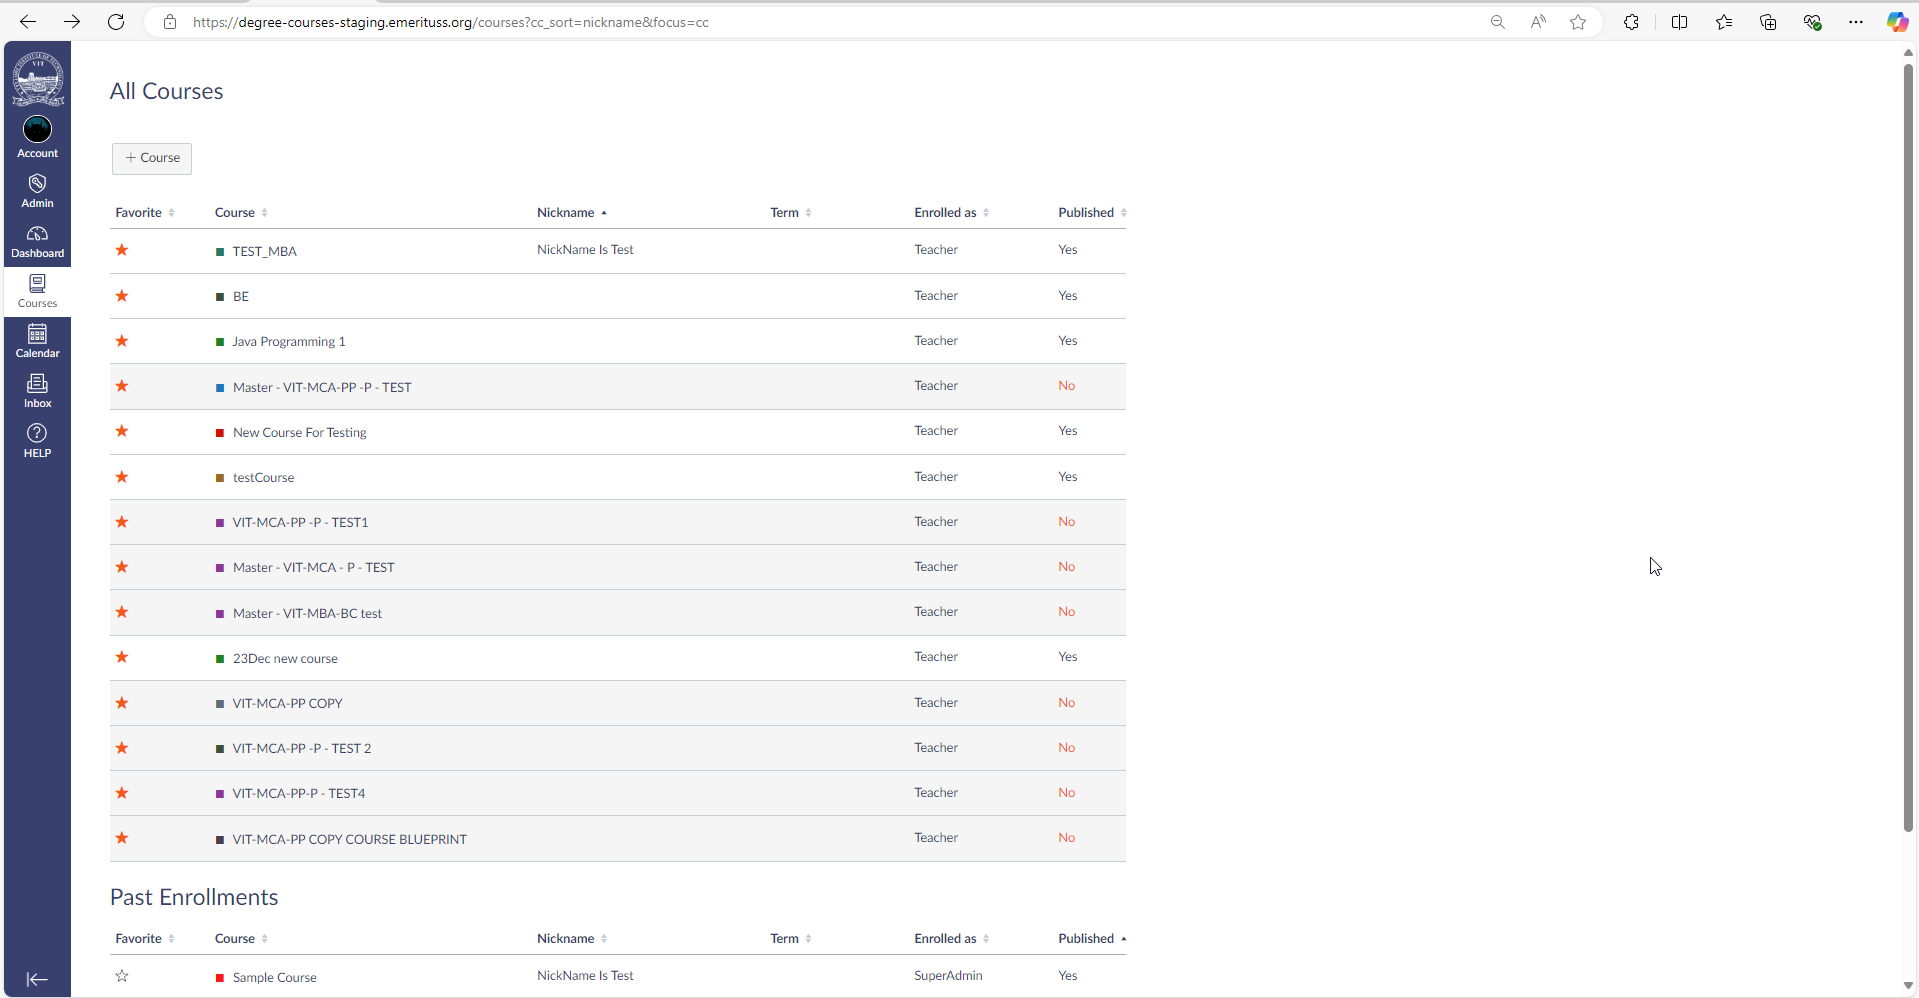 https://degree-courses-staging.emerituss.org/courses?cc_sort=nickname&focus=cc
VIT
Account
Admin
Dashboard
Courses
Calendar
Inbox
HELP
All Courses
+ Course
Favorite Course Nickname Term Enrolled as Published
TEST_MBA NickName Is Test Teacher Yes
BE Teacher Yes
Java Programming 1 Teacher Yes
Master - VIT-MCA-PP -P - TEST Teacher No
New Course For Testing Teacher Yes
testCourse Teacher Yes
VIT-MCA-PP -P - TEST1 Teacher No
Master - VIT-MCA - P - TEST Teacher No
Master - VIT-MBA-BC test Teacher No
23Dec new course Teacher Yes
VIT-MCA-PP COPY Teacher No
VIT-MCA-PP -P - TEST 2 Teacher No
VIT-MCA-PP-P - TEST4 Teacher No
VIT-MCA-PP COPY COURSE BLUEPRINT Teacher No
Past Enrollments
Favorite Course Nickname Term Enrolled as Published
Sample Course NickName Is Test SuperAdmin Yes